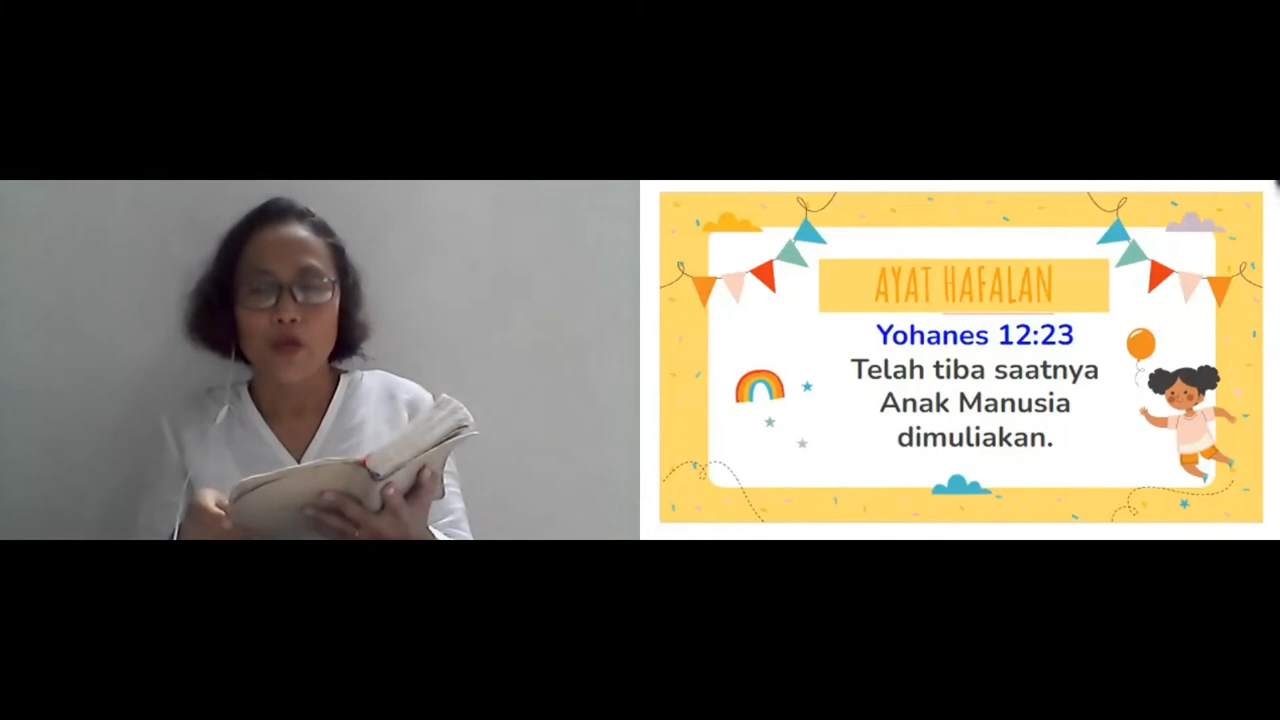 AYAT HAFALAN
Yohanes 12:23
Telah tiba saatnya
Anak Manusia
dimuliakan.